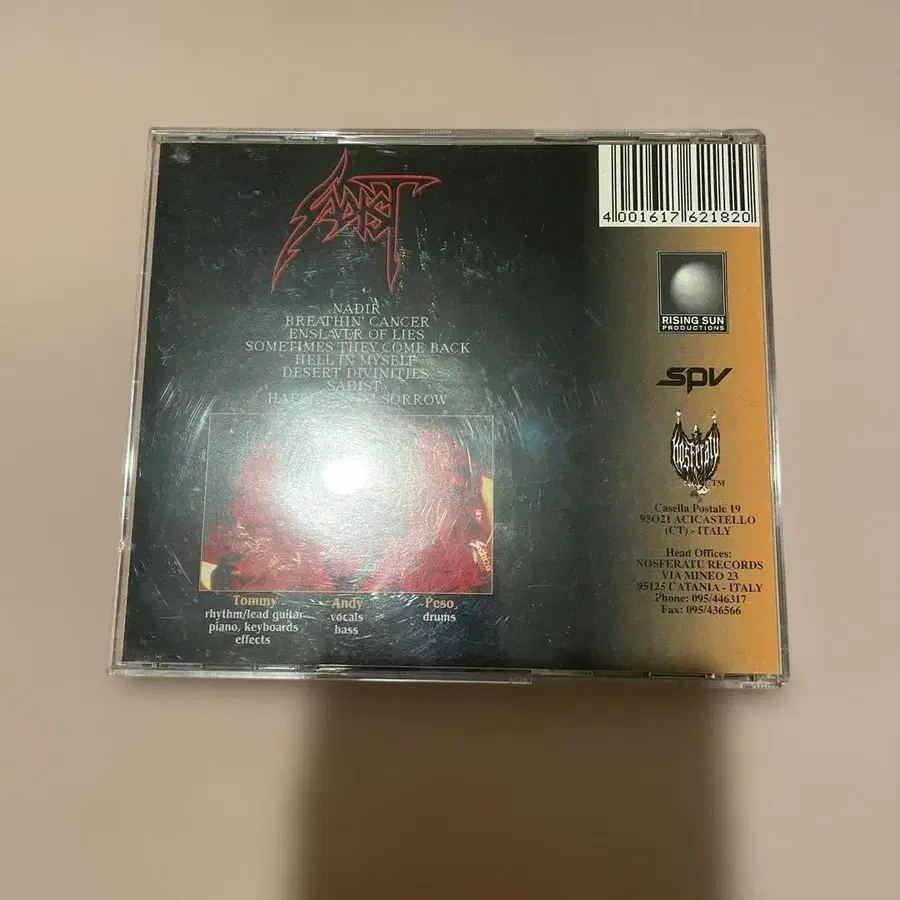 SADIST
4 001617 621820
NADIR
BREATHIN' CANCER
ENSLAVER OF LIES
SOMETIMES THEY COME BACK
HELL IN MYSELF
DESERT DIVINITIES
SADIST
SORROW
RISING SUN
PRODUCTIONS
spv
Nosferatu
TM
Casella Postale 19
95021 ACICASTELLO
(CT) - ITALY
Head Offices:
NOSFERATU RECORDS
VIA MINEO 23
95125 CATANIA - ITALY
Phone: 095/446317
Fax: 095/436566
Tommy
rhythm/lead guitar
piano, keyboards
effects
Andy
vocals
bass
Peso
drums